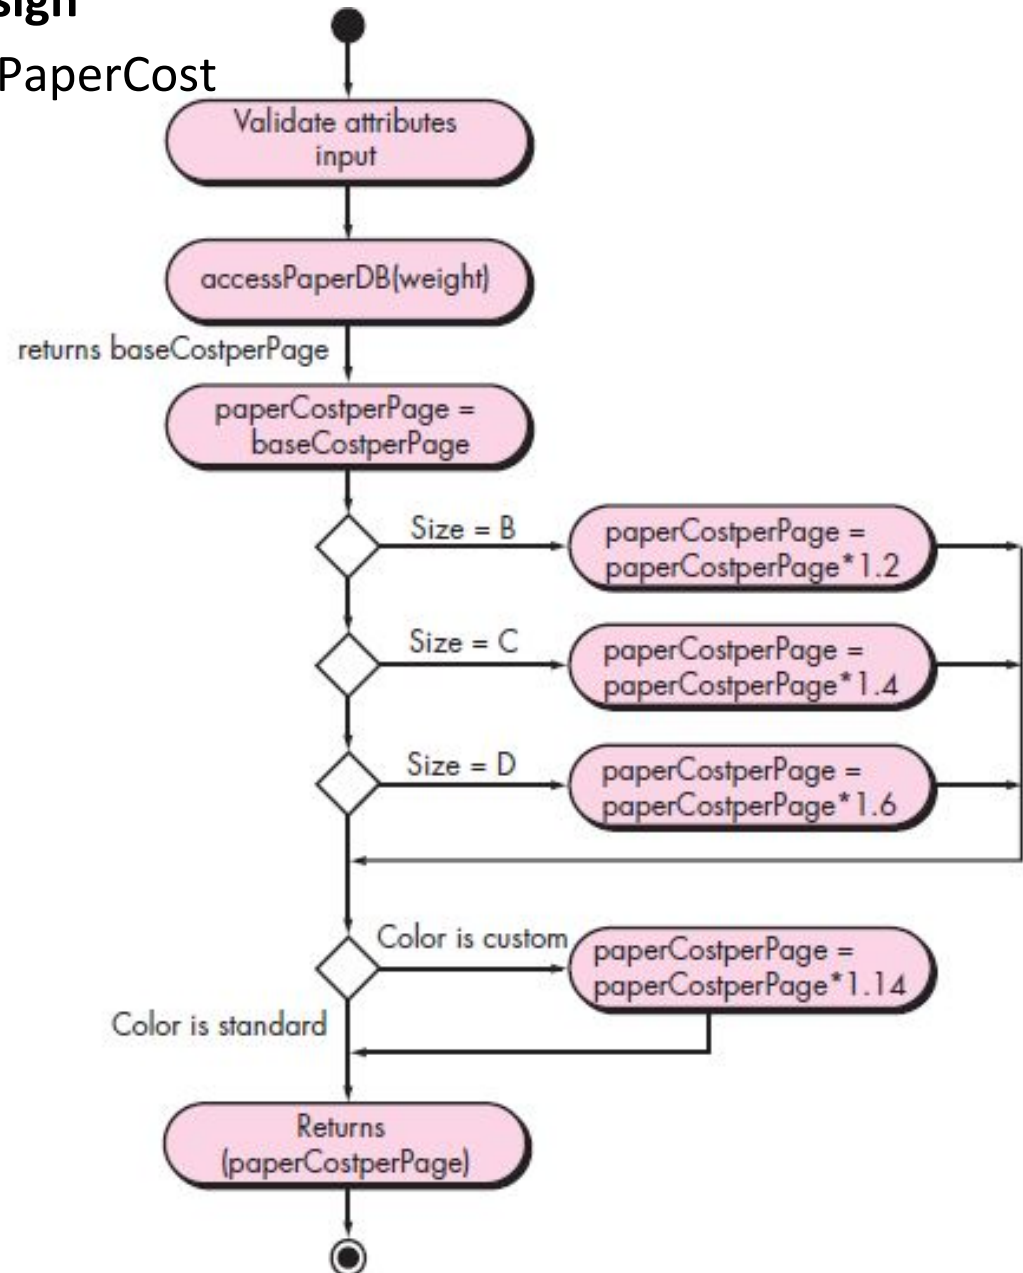 sign
PaperCost
Validate attributes
input
accessPaperDB(weight)
returns baseCostperPage
paperCostperPage =
baseCostperPage
Size = B
paperCostperPage =
paperCostperPage*1.2
Size = C
paperCostperPage =
paperCostperPage*1.4
Size = D
paperCostperPage =
paperCostperPage*1.6
Color is custom
paperCostperPage =
paperCostperPage*1.14
Color is standard
Returns
(paperCostperPage)